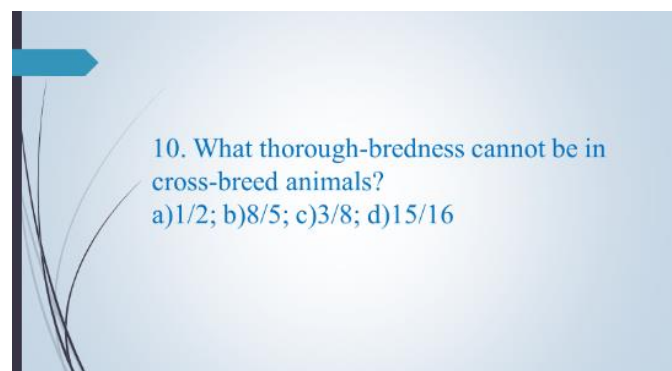 10. What thorough-bredness cannot be in
cross-breed animals?
a)1/2; b)8/5; c)3/8; d)15/16